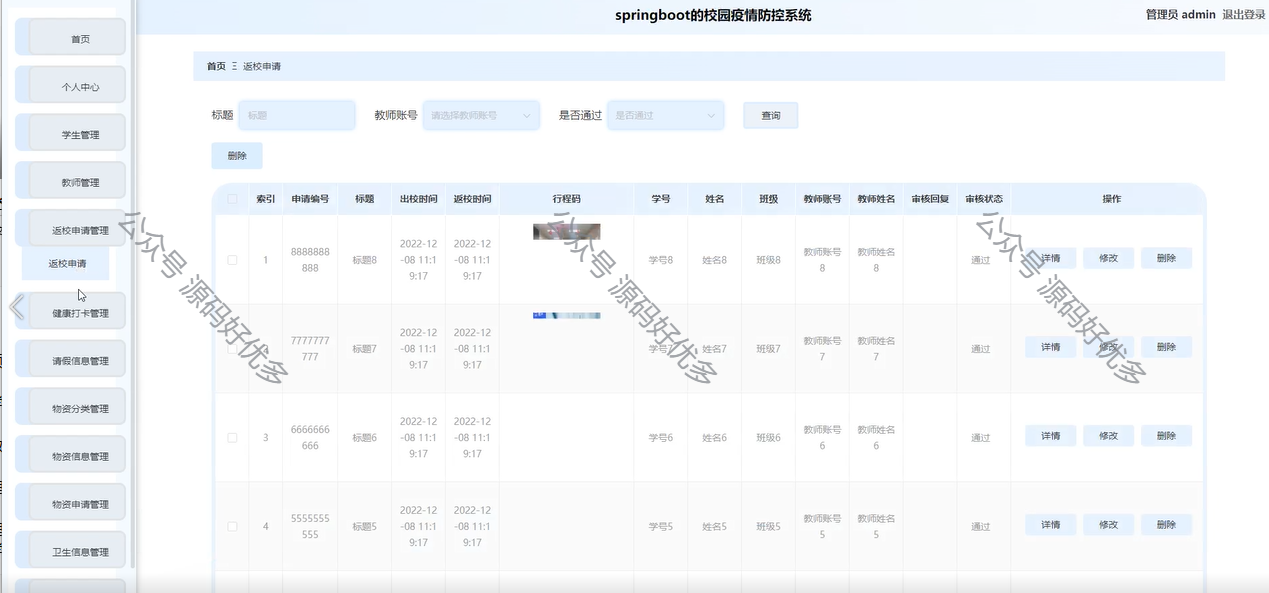 springboot的校园疫情防控系统
管理员 admin 退出登录
首页
个人中心
学生管理
教师管理
返校申请管理
返校申请
健康打卡管理
请假信息管理
物资分类管理
物资信息管理
物资申请管理
卫生信息管理
首页 Ξ 返校申请
标题 标题 教师账号 请选择教师账号 是否通过 是否通过 查询
删除
索引 申请编号 标题 出校时间 返校时间 行程码 学号 姓名 班级 教师账号 教师姓名 审核回复 审核状态 操作
1 8888888888 标题8 2022-12-08 11:19:17 2022-12-08 11:19:17 学号8 姓名8 班级8 教师账号8 教师姓名8 通过 详情 修改 删除
7777777777 标题7 2022-12-08 11:19:17 2022-12-08 11:19:17 学号7 姓名7 班级7 教师账号7 教师姓名7 通过 详情 修改 删除
3 6666666666 标题6 2022-12-08 11:19:17 2022-12-08 11:19:17 学号6 姓名6 班级6 教师账号6 教师姓名6 通过 详情 修改 删除
4 5555555555 标题5 2022-12-08 11:19:17 2022-12-08 11:19:17 学号5 姓名5 班级5 教师账号5 教师姓名5 通过 详情 修改 删除
公众号 源码好优多
公众号 源码好优多
公众号 源码好优多